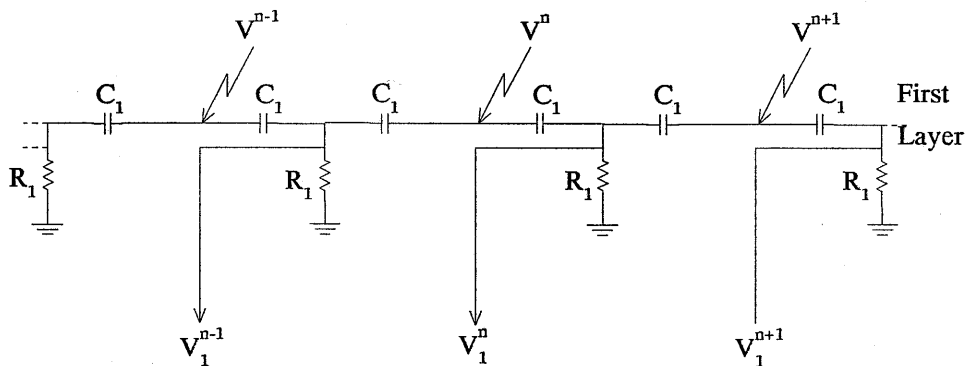 V^{n-1} V^n V^{n+1}
C_1 C_1 C_1 C_1 C_1 C_1 First
Layer
R_1 R_1 R_1 R_1
V_1^{n-1} V_1^n V_1^{n+1}